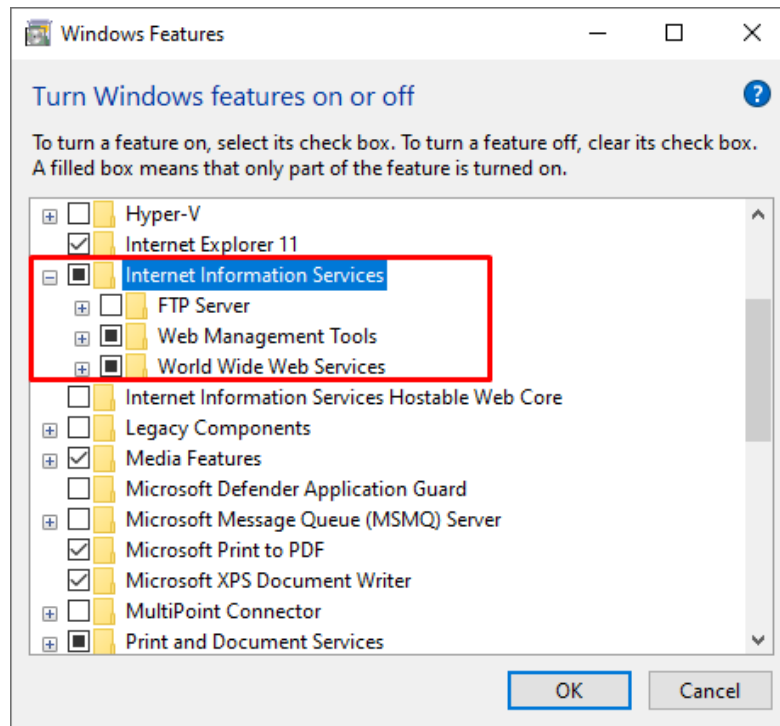 Windows Features
Turn Windows features on or off
To turn a feature on, select its check box. To turn a feature off, clear its check box.
A filled box means that only part of the feature is turned on.
Hyper-V
Internet Explorer 11
Internet Information Services
FTP Server
Web Management Tools
World Wide Web Services
Internet Information Services Hostable Web Core
Legacy Components
Media Features
Microsoft Defender Application Guard
Microsoft Message Queue (MSMQ) Server
Microsoft Print to PDF
Microsoft XPS Document Writer
MultiPoint Connector
Print and Document Services
OK Cancel